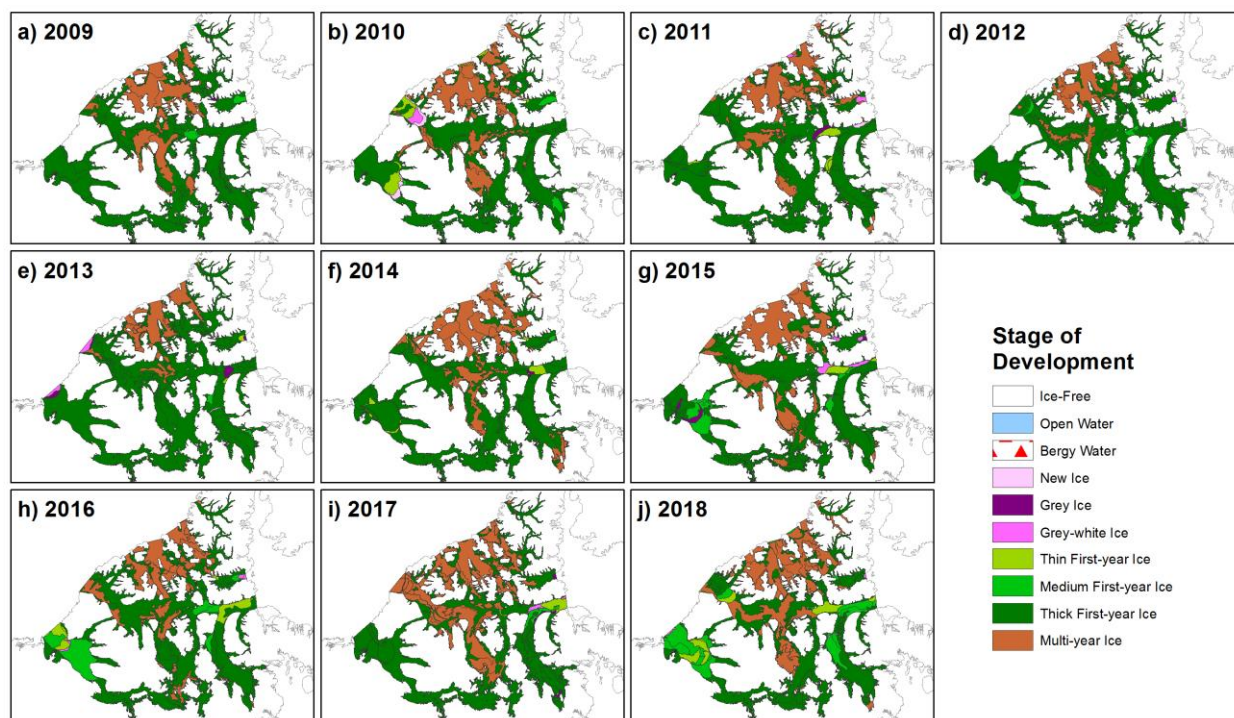 a) 2009
b) 2010
c) 2011
d) 2012
e) 2013
f) 2014
g) 2015
h) 2016
i) 2017
j) 2018
Stage of
Development
Ice-Free
Open Water
Bergy Water
New Ice
Grey Ice
Grey-white Ice
Thin First-year Ice
Medium First-year Ice
Thick First-year Ice
Multi-year Ice